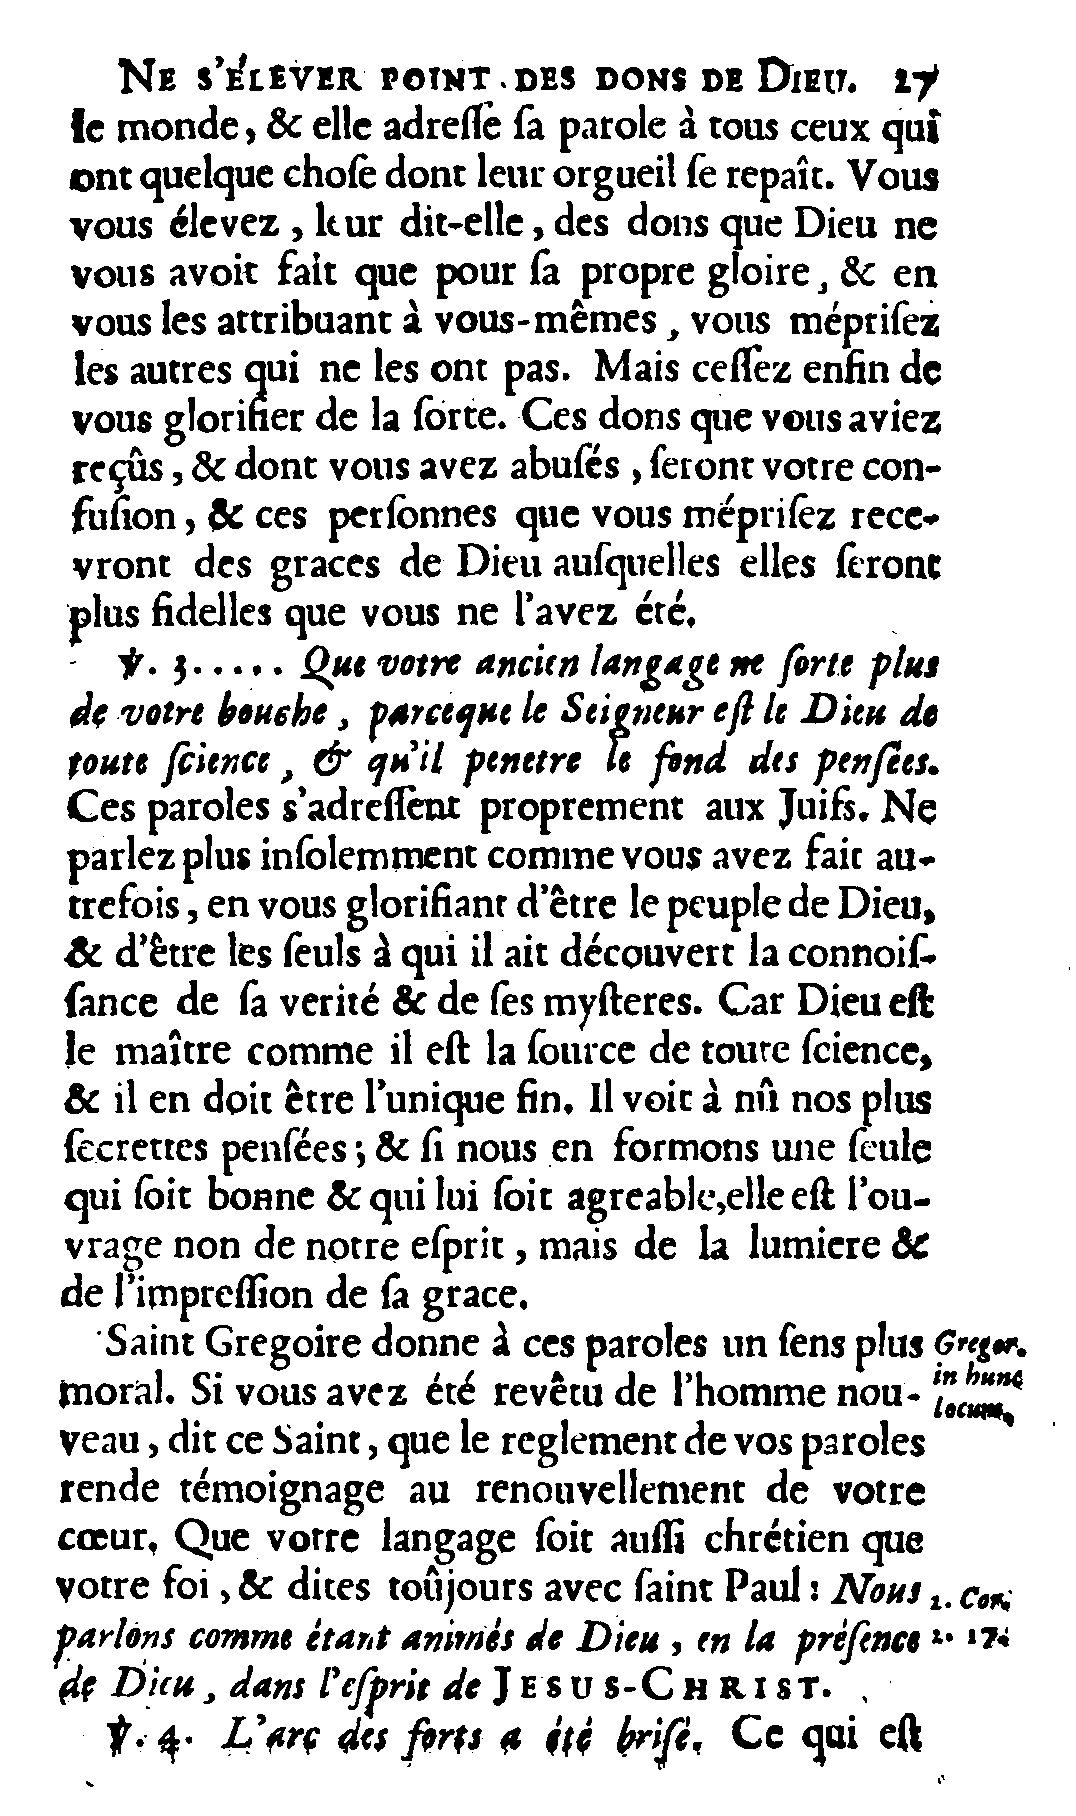 NE S'ÉLEVER POINT DES DONS DE DIEU. 27
le monde, & elle adreſſe ſa parole à tous ceux qui
ont quelque choſe dont leur orgueil ſe repaît. Vous
vous élevez, leur dit-elle, des dons que Dieu ne
vous avoit fait que pour ſa propre gloire, & en
vous les attribuant à vous-mêmes, vous mépriſez
les autres qui ne les ont pas. Mais ceſſez enfin de
vous glorifier de la ſorte. Ces dons que vous aviez
reçûs, & dont vous avez abuſés, ſeront votre con-
fuſion, & ces perſonnes que vous mépriſez rece-
vront des graces de Dieu auſquelles elles ſeront
plus fidelles que vous ne l'avez été.
℣. 3..... Que votre ancien langage ne ſorte plus
de votre bouche, parceque le Seigneur eſt le Dieu de
toute ſcience, & qu'il penetre le fond des penſées.
Ces paroles s'adreſſent proprement aux Juifs. Ne
parlez plus inſolemment comme vous avez fait au-
trefois, en vous glorifiant d'être le peuple de Dieu,
& d'être les ſeuls à qui il ait découvert la connoiſ-
ſance de ſa verité & de ſes myſteres. Car Dieu eſt
le maître comme il eſt la ſource de toute ſcience,
& il en doit être l'unique fin. Il voit à nû nos plus
ſecrettes penſées; & ſi nous en formons une ſeule
qui ſoit bonne & qui lui ſoit agreable, elle eſt l'ou-
vrage non de notre eſprit, mais de la lumiere &
de l'impreſſion de ſa grace.
Saint Gregoire donne à ces paroles un ſens plus
Gregor.
in hunc
locum.
moral. Si vous avez été revêtu de l'homme nou-
veau, dit ce Saint, que le reglement de vos paroles
rende témoignage au renouvellement de votre
cœur. Que votre langage ſoit auſſi chrétien que
votre foi, & dites toûjours avec ſaint Paul: Nous
2. Cor.
2. 17.
parlons comme étant animés de Dieu, en la préſence
de Dieu, dans l'eſprit de JESUS-CHRIST.
℣. 4. L'arc des forts a été briſé. Ce qui eſt